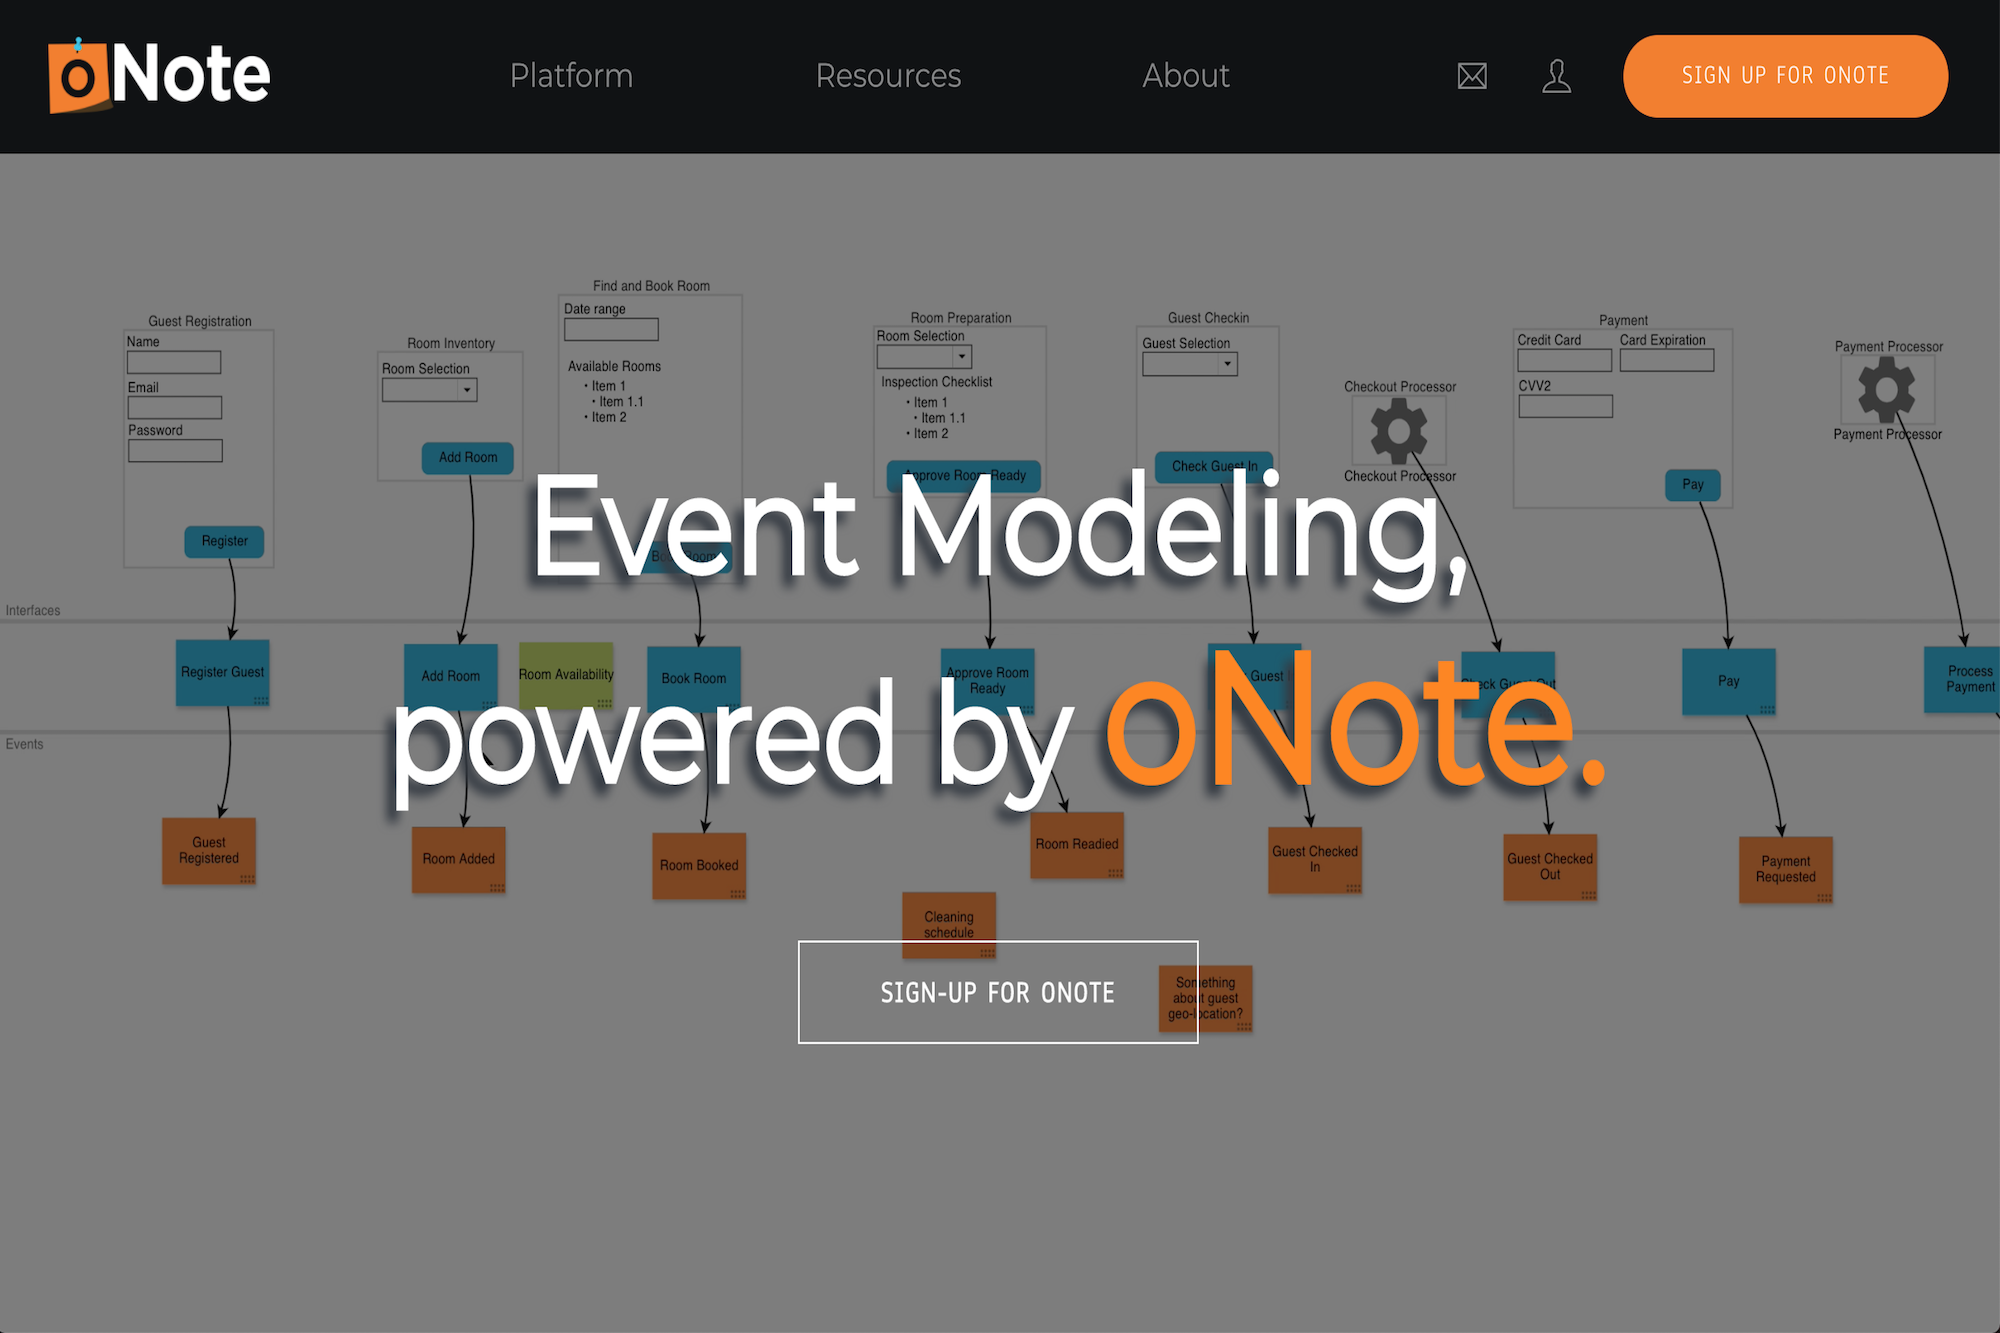 oNote
Platform
Resources
About
SIGN UP FOR ONOTE
Guest Registration
Name
Email
Password
Register
Room Inventory
Room Selection
Add Room
Find and Book Room
Date range
Available Rooms
• Item 1
• Item 1.1
• Item 2
Book Room
Room Preparation
Room Selection
Inspection Checklist
• Item 1
• Item 1.1
• Item 2
Approve Room Ready
Guest Checkin
Guest Selection
Check Guest In
Checkout Processor
Checkout Processor
Payment
Credit Card
Card Expiration
CVV2
Pay
Payment Processor
Payment Processor
Event Modeling,
powered by oNote.
Interfaces
Register Guest
Add Room
Room Availability
Book Room
Approve Room
Ready
Guest
Check Guest Out
Pay
Process
Payment
Events
Guest
Registered
Room Added
Room Booked
Room Readied
Guest Checked
In
Guest Checked
Out
Payment
Requested
Cleaning
schedule
Something
about guest
geo-location?
SIGN-UP FOR ONOTE